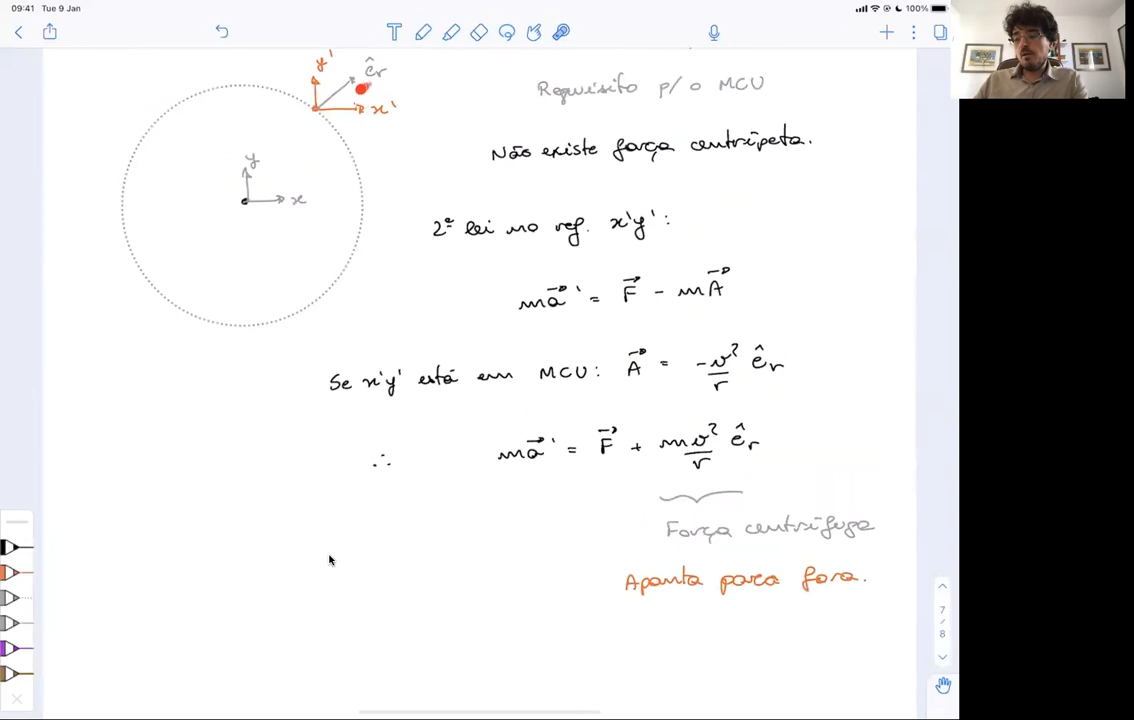 09:41 Tue 9 Jan
100%
y'
êr
x'
y
x
Requisito p/ o MCU
Não existe força centrípeta.
2ª lei no ref. x'y':
ma⃗' = F⃗ - mA⃗
Se x'y' está em MCU: A⃗ = -v²/r êr
∴ ma⃗' = F⃗ + mv²/r êr
Força centrífuga
Aponta para fora.
7
/
8